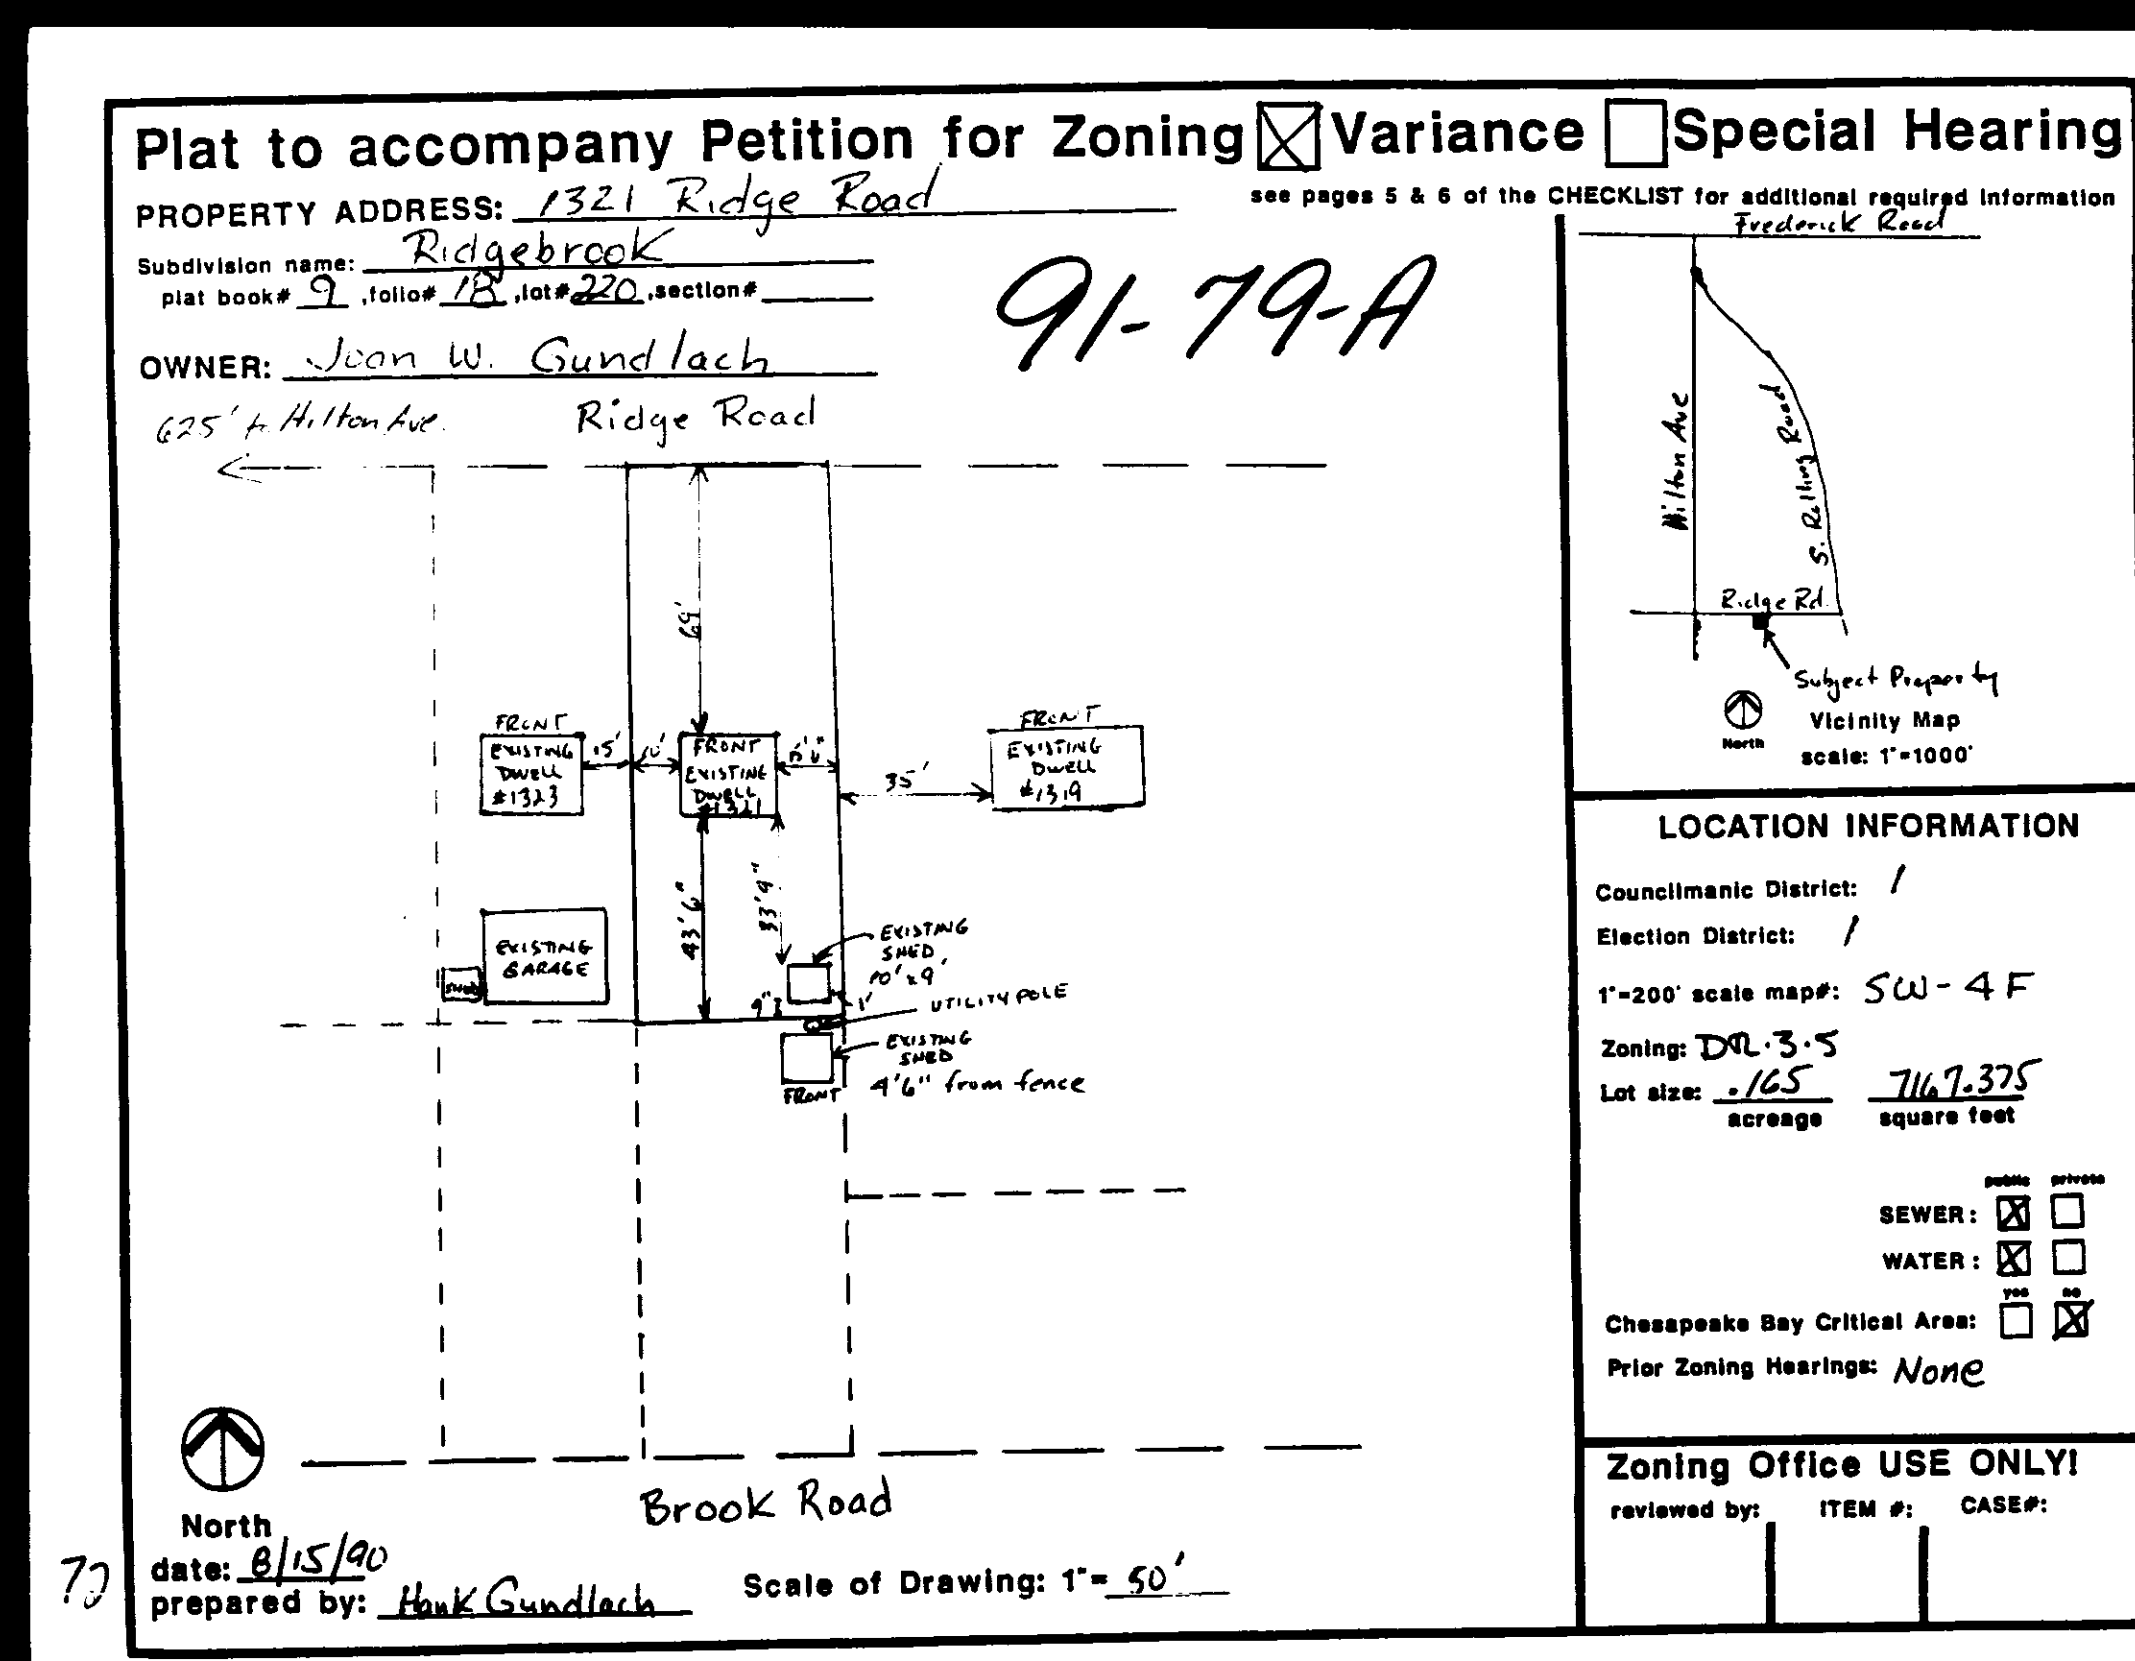 Plat to accompany Petition for Zoning Variance Special Hearing
PROPERTY ADDRESS: 1321 Ridge Road
see pages 5 & 6 of the CHECKLIST for additional required information
Subdivision name: Ridgebrook
plat book# 9 ,folio# 18 ,lot# 220 ,section#
91-79-A
OWNER: Joan W. Gundlach
625' to Hilton Ave.
Ridge Road
69'
FRONT
EXISTING
DWELL
#1323
15'
10'
FRONT
EXISTING
DWELL
#1321
35'
FRONT
EXISTING
DWELL
#1319
43'6"
33'9"
EXISTING
GARAGE
SHED
EXISTING
SHED
10'x9'
9"
1'
UTILITY POLE
EXISTING
SHED
4'6" from fence
FRONT
Brook Road
North
date: 8/15/90
prepared by: Hank Gundlach
Scale of Drawing: 1"= 50'
Frederick Road
Hilton Ave
S. Rolling Road
Ridge Rd.
Subject Property
North
Vicinity Map
scale: 1"=1000'
LOCATION INFORMATION
Councilmanic District: 1
Election District: 1
1"=200' scale map#: SW-4F
Zoning: DR.3.5
Lot size: .165 7167.375
acreage square feet
public private
SEWER:
WATER:
yes no
Chesapeake Bay Critical Area:
Prior Zoning Hearings: None
Zoning Office USE ONLY!
reviewed by: ITEM #: CASE#: